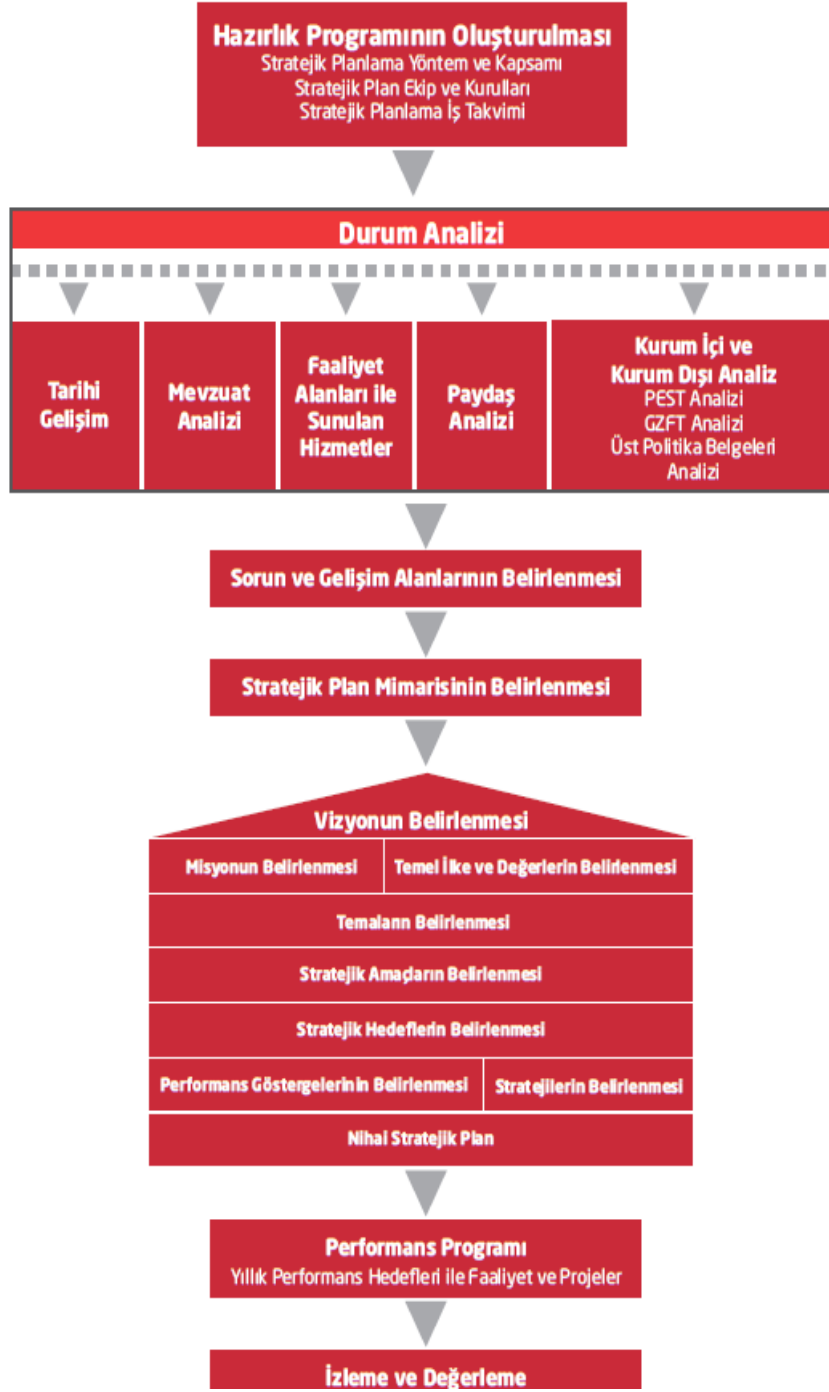 Hazırlık Programının Oluşturulması
Stratejik Planlama Yöntem ve Kapsamı
Stratejik Plan Ekip ve Kurulları
Stratejik Planlama İş Takvimi
Durum Analizi
Tarihi
Gelişim
Mevzuat
Analizi
Faaliyet
Alanları ile
Sunulan
Hizmetler
Paydaş
Analizi
Kurum İçi ve
Kurum Dışı Analiz
PEST Analizi
GZFT Analizi
Üst Politika Belgeleri
Analizi
Sorun ve Gelişim Alanlarının Belirlenmesi
Stratejik Plan Mimarisinin Belirlenmesi
Vizyonun Belirlenmesi
Misyonun Belirlenmesi
Temel İlke ve Değerlerin Belirlenmesi
Temaların Belirlenmesi
Stratejik Amaçların Belirlenmesi
Stratejik Hedeflerin Belirlenmesi
Performans Göstergelerinin Belirlenmesi
Stratejilerin Belirlenmesi
Nihai Stratejik Plan
Performans Programı
Yıllık Performans Hedefleri ile Faaliyet ve Projeler
İzleme ve Değerleme